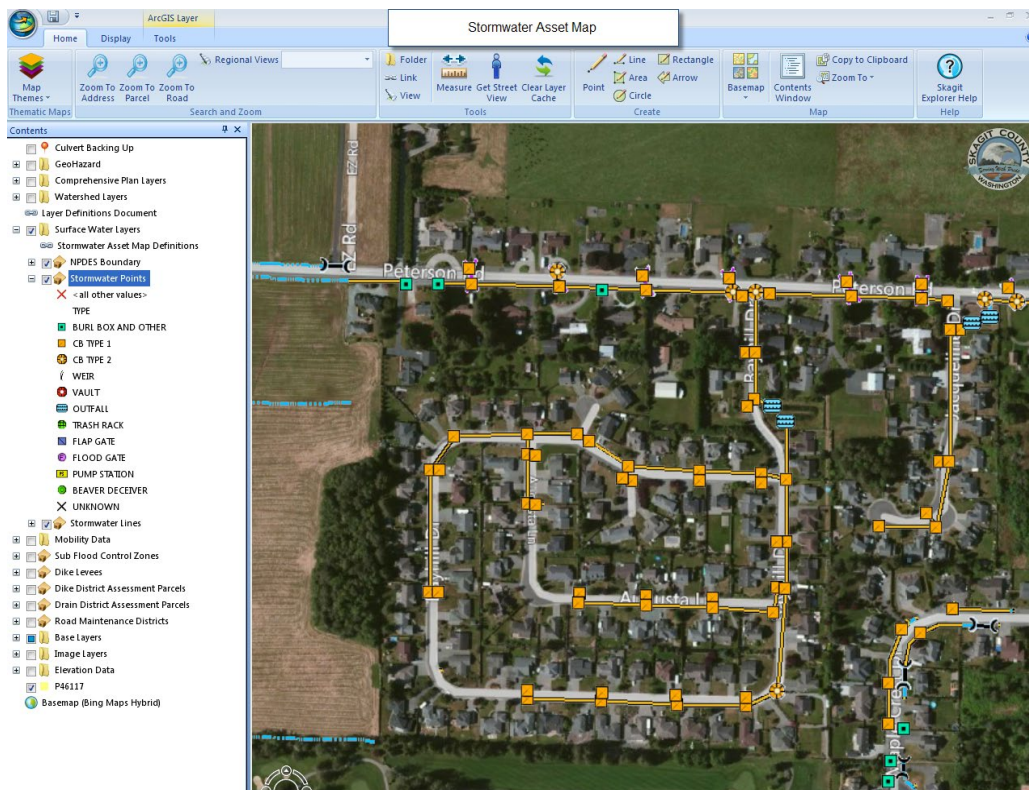 ArcGIS Layer
Stormwater Asset Map
Home
Display
Tools
Map Themes
Zoom To Address
Zoom To Parcel
Zoom To Road
Regional Views
Folder
Link
View
Measure
Get Street View
Clear Layer Cache
Point
Line
Area
Circle
Rectangle
Arrow
Basemap
Contents Window
Copy to Clipboard
Zoom To
Skagit Explorer Help
Thematic Maps
Search and Zoom
Tools
Create
Map
Help
Contents
Culvert Backing Up
GeoHazard
Comprehensive Plan Layers
Watershed Layers
Layer Definitions Document
Surface Water Layers
Stormwater Asset Map Definitions
NPDES Boundary
Stormwater Points
<all other values>
TYPE
BURL BOX AND OTHER
CB TYPE 1
CB TYPE 2
WEIR
VAULT
OUTFALL
TRASH RACK
FLAP GATE
FLOOD GATE
PS PUMP STATION
BEAVER DECEIVER
UNKNOWN
Stormwater Lines
Mobility Data
Sub Flood Control Zones
Dike Levees
Dike District Assessment Parcels
Drain District Assessment Parcels
Road Maintenance Districts
Base Layers
Image Layers
Elevation Data
P46117
Basemap (Bing Maps Hybrid)
SKAGIT COUNTY
WASHINGTON
EZ Rd
EZ Rd
Peterson Rd
Peterson Rd